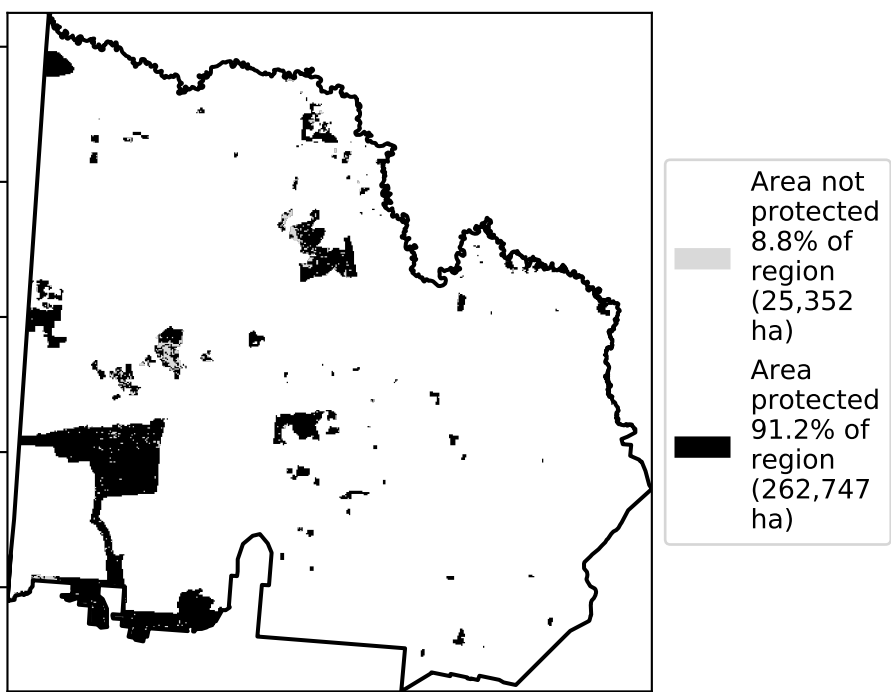 Area not
protected
8.8% of
region
(25,352
ha)
Area
protected
91.2% of
region
(262,747
ha)